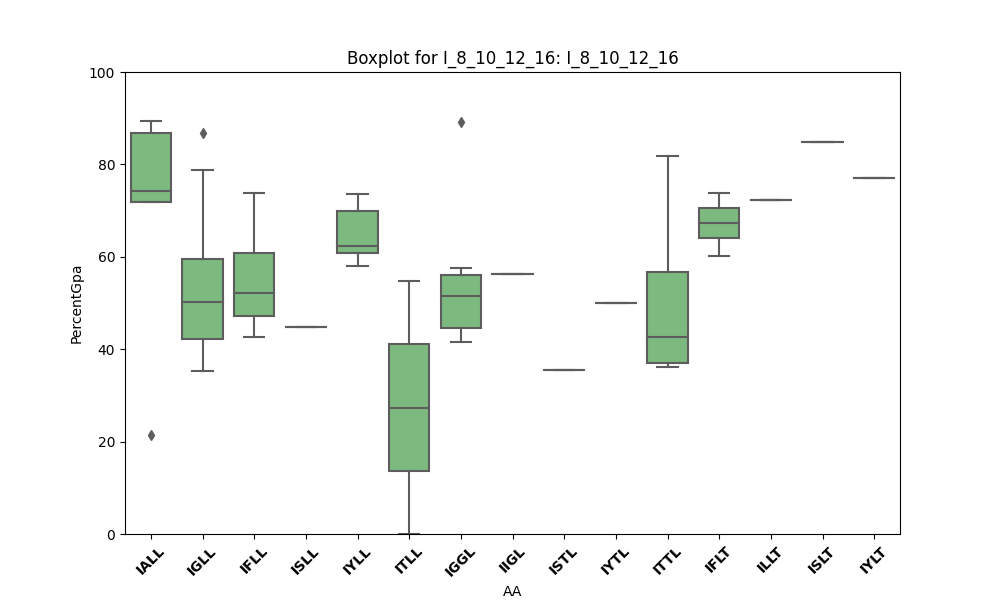 Boxplot for I_8_10_12_16: I_8_10_12_16
100
80
60
40
20
0
PercentGpa
IALL IGLL IFLL ISLL IYLL ITLL IGGL IIGL ISTL IYTL ITTL IFLT ILLT ISLT IYLT
AA